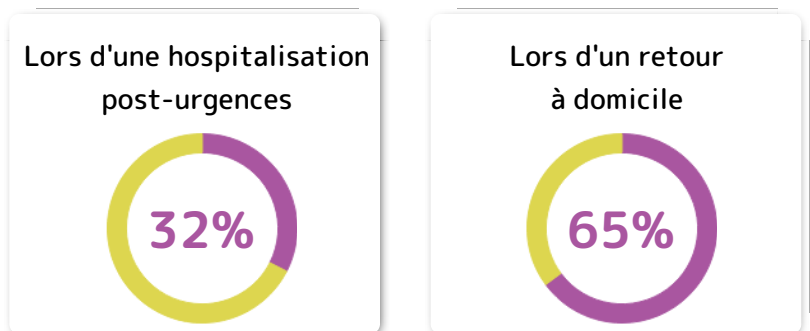 Lors d'une hospitalisation
post-urgences
32%
Lors d'un retour
à domicile
65%